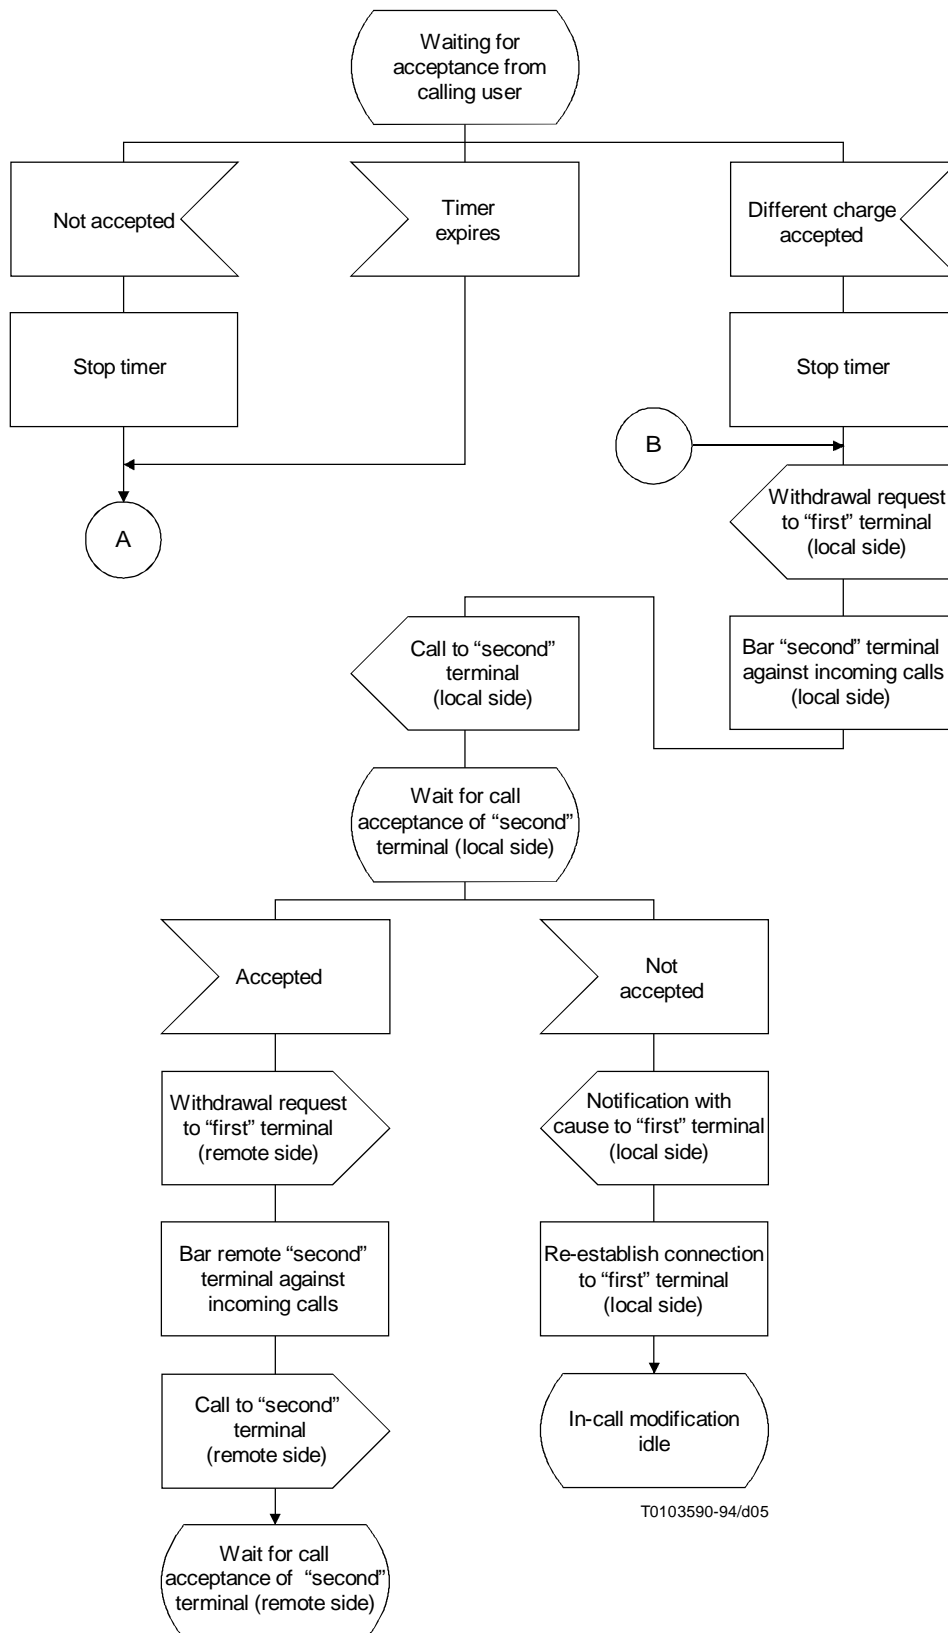 Waiting for
acceptance from
calling user
Not accepted
Timer
expires
Different charge
accepted
Stop timer
Stop timer
B
A
Withdrawal request
to “first” terminal
(local side)
Call to “second”
terminal
(local side)
Bar “second” terminal
against incoming calls
(local side)
Wait for call
acceptance of “second”
terminal (local side)
Accepted
Not
accepted
Withdrawal request
to “first” terminal
(remote side)
Notification with
cause to “first” terminal
(local side)
Bar remote “second”
terminal against
incoming calls
Re-establish connection
to “first” terminal
(local side)
Call to “second”
terminal
(remote side)
In-call modification
idle
T0103590-94/d05
Wait for call
acceptance of “second”
terminal (remote side)